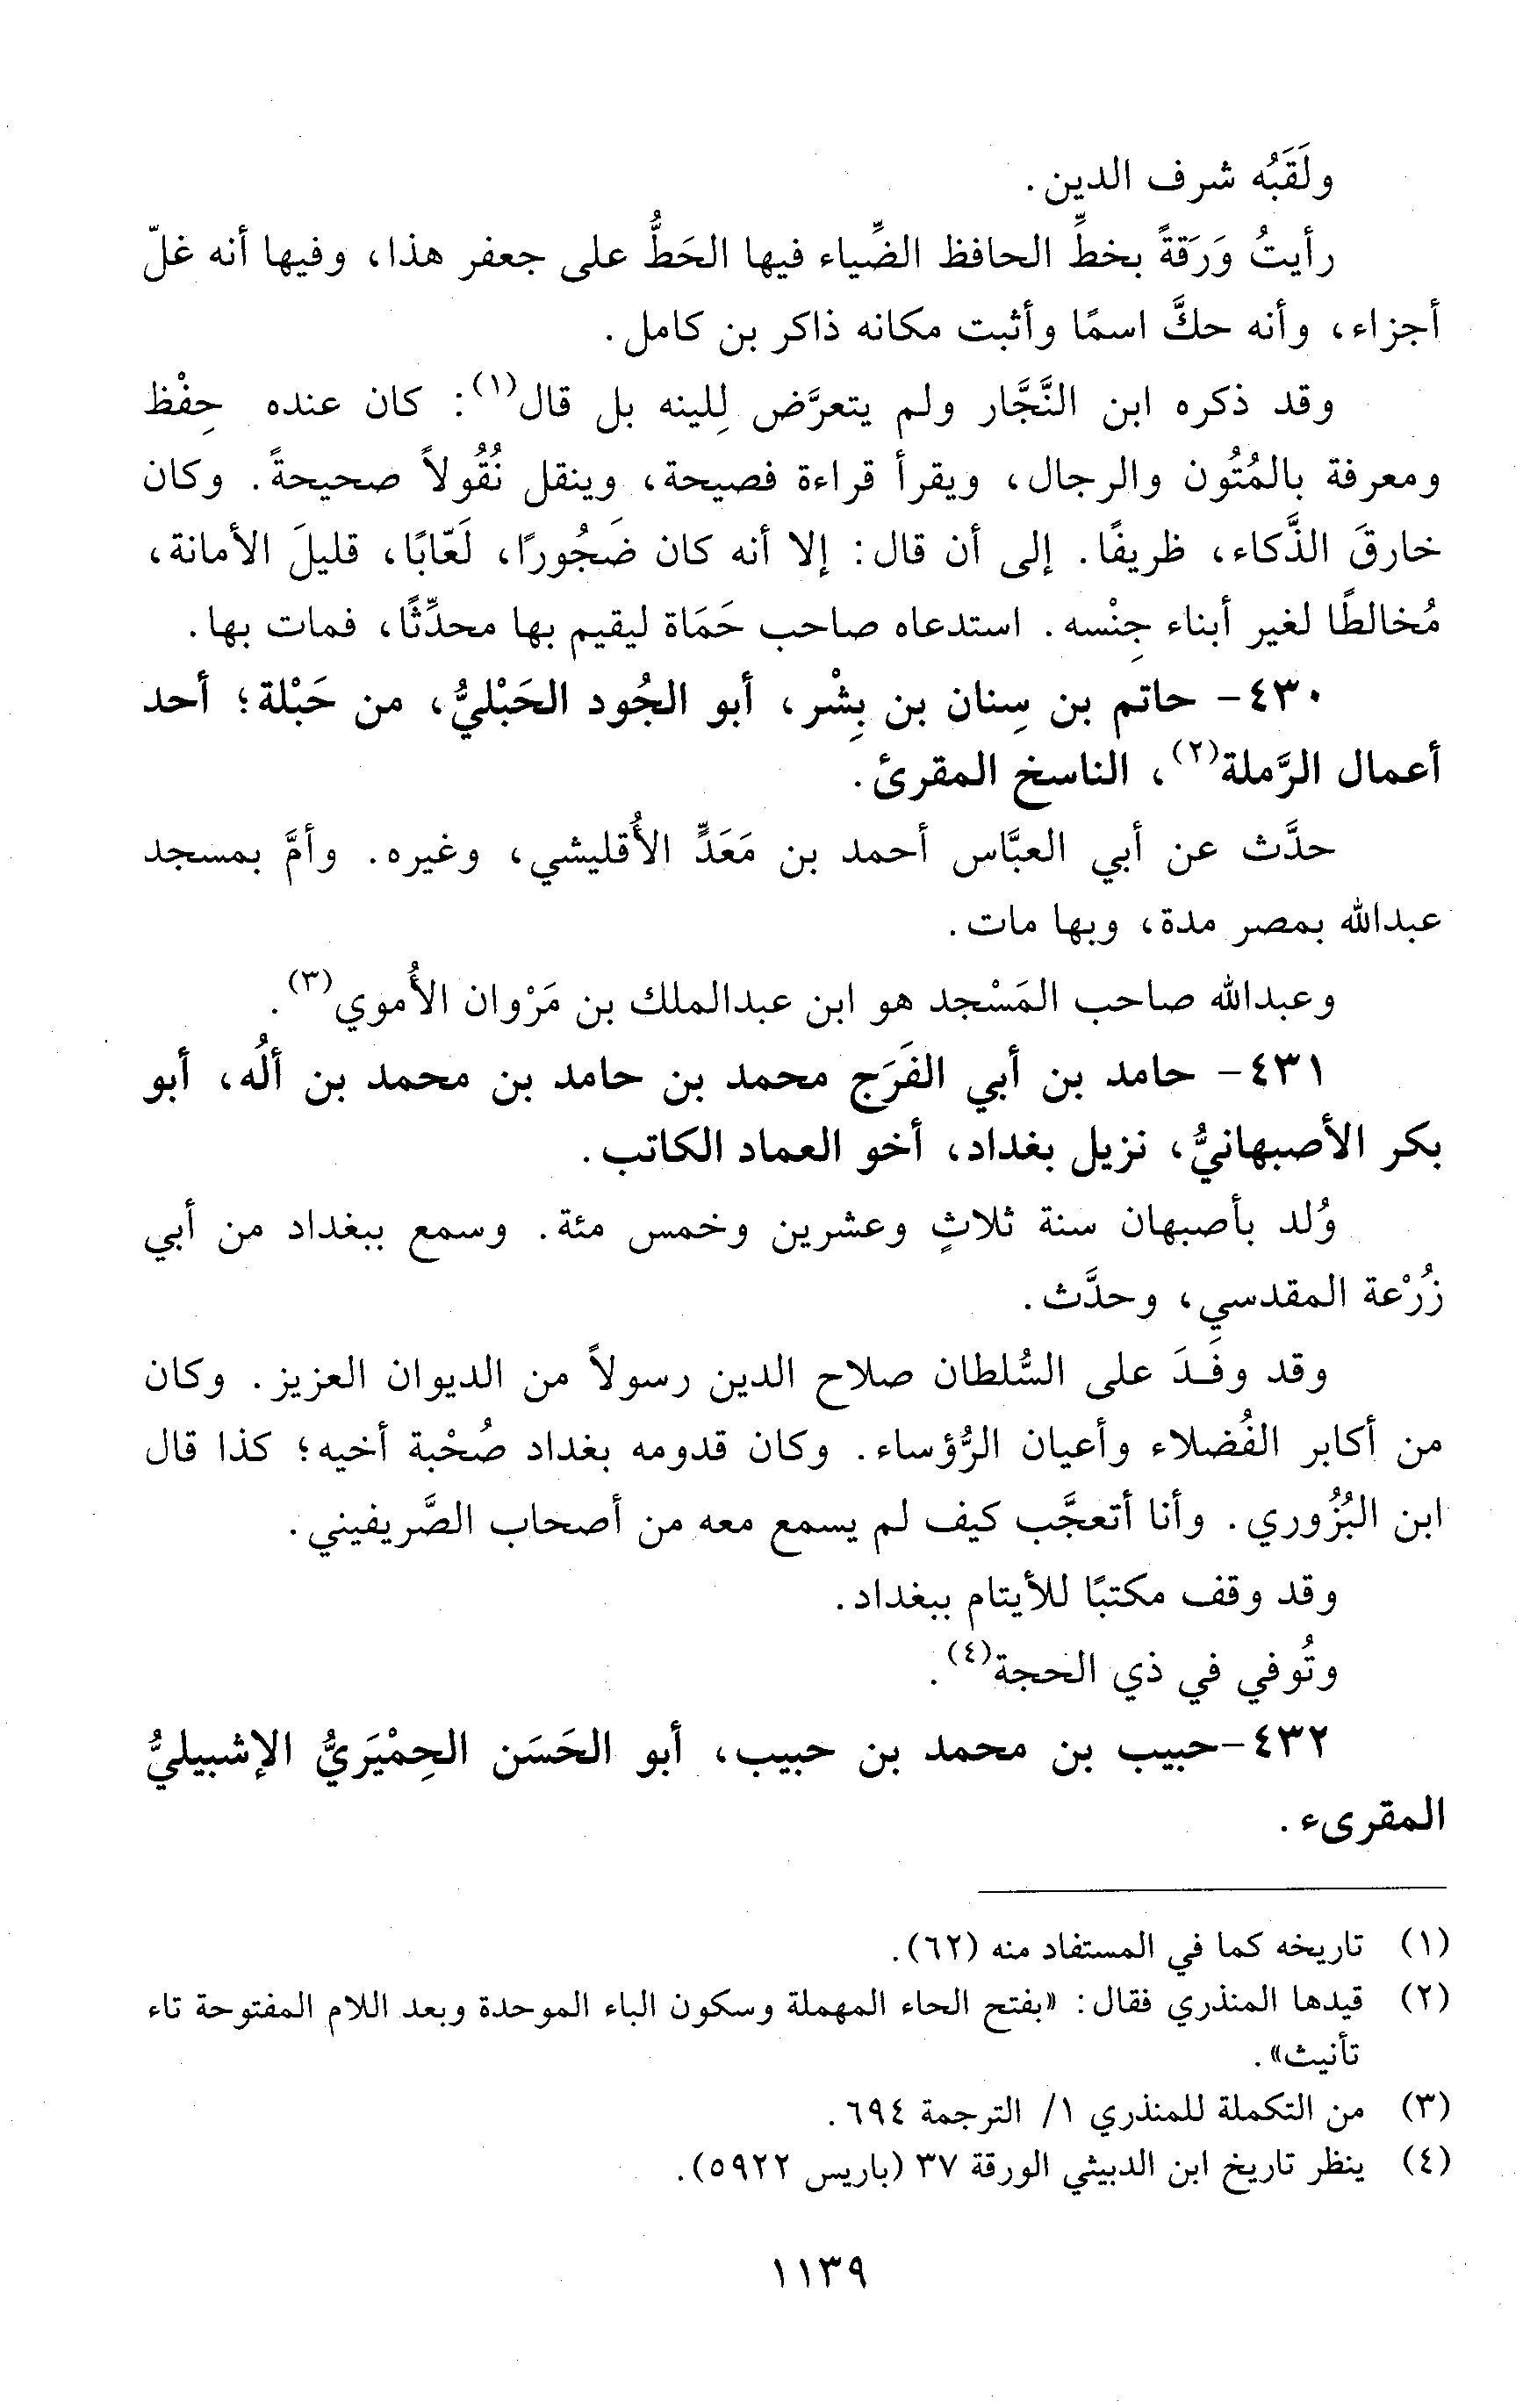 ولَقَبُه شرف الدين.
رأيتُ وَرَقةً بخطِّ الحافظ الضِّياء فيها الحَطُّ على جعفر هذا، وفيها أنه غلّ
أجزاء، وأنه حكَّ اسمًا وأثبت مكانه ذاكر بن كامل.
وقد ذكره ابن النَّجَّار ولم يتعرَّض لِلينه بل قال(١): كان عنده حِفْظ
ومعرفة بالمُتُون والرجال، ويقرأ قراءة فصيحة، وينقل نُقُولاً صحيحةً. وكان
خارقَ الذَّكاء، ظريفًا. إلى أن قال: إلا أنه كان ضَجُورًا، لَعّابًا، قليلَ الأمانة،
مُخالطًا لغير أبناء جِنْسه. استدعاه صاحب حَمَاة ليقيم بها محدِّثًا، فمات بها.
٤٣٠- حاتم بن سِنان بن بِشْر، أبو الجُود الحَبْليُّ، من حَبْلة؛ أحد
أعمال الرَّملة(٢)، الناسخ المقرئ.
حدَّث عن أبي العبَّاس أحمد بن مَعَدٍّ الأُقليشي، وغيره. وأمَّ بمسجد
عبدالله بمصر مدة، وبها مات.
وعبدالله صاحب المَسْجد هو ابن عبدالملك بن مَرْوان الأُموي(٣).
٤٣١- حامد بن أبي الفَرَج محمد بن حامد بن محمد بن ألُه، أبو
بكر الأصبهانيُّ، نزيل بغداد، أخو العماد الكاتب.
وُلد بأصبهان سنة ثلاثٍ وعشرين وخمس مئة. وسمع ببغداد من أبي
زُرْعة المقدسي، وحدَّث.
وقد وفَدَ على السُّلطان صلاح الدين رسولاً من الديوان العزيز. وكان
من أكابر الفُضلاء وأعيان الرُّؤساء. وكان قدومه بغداد صُحْبة أخيه؛ كذا قال
ابن البُزُوري. وأنا أتعجَّب كيف لم يسمع معه من أصحاب الصَّريفيني.
وقد وقف مكتبًا للأيتام ببغداد.
وتُوفي في ذي الحجة(٤).
٤٣٢-حبيب بن محمد بن حبيب، أبو الحَسَن الحِمْيَريُّ الإشبيليُّ
المقرىء.
(١) تاريخه كما في المستفاد منه (٦٢).
(٢) قيدها المنذري فقال: «بفتح الحاء المهملة وسكون الباء الموحدة وبعد اللام المفتوحة تاء
تأنيث».
(٣) من التكملة للمنذري ١/ الترجمة ٦٩٤.
(٤) ينظر تاريخ ابن الدبيثي الورقة ٣٧ (باريس ٥٩٢٢).
١١٣٩